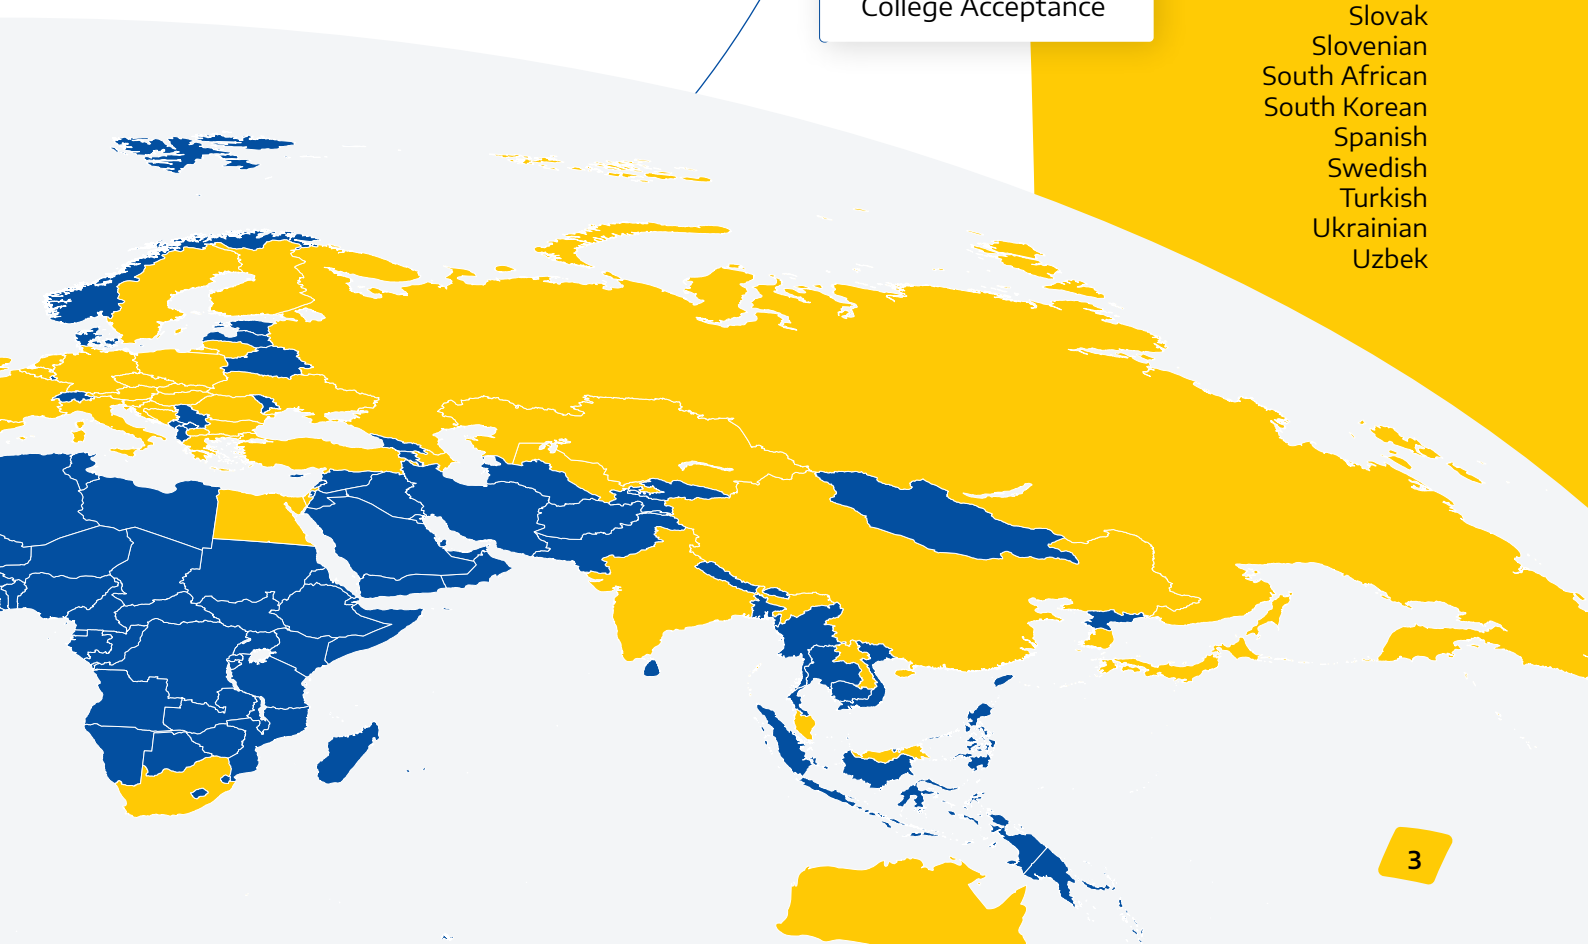 College Acceptance
Slovak
Slovenian
South African
South Korean
Spanish
Swedish
Turkish
Ukrainian
Uzbek
3